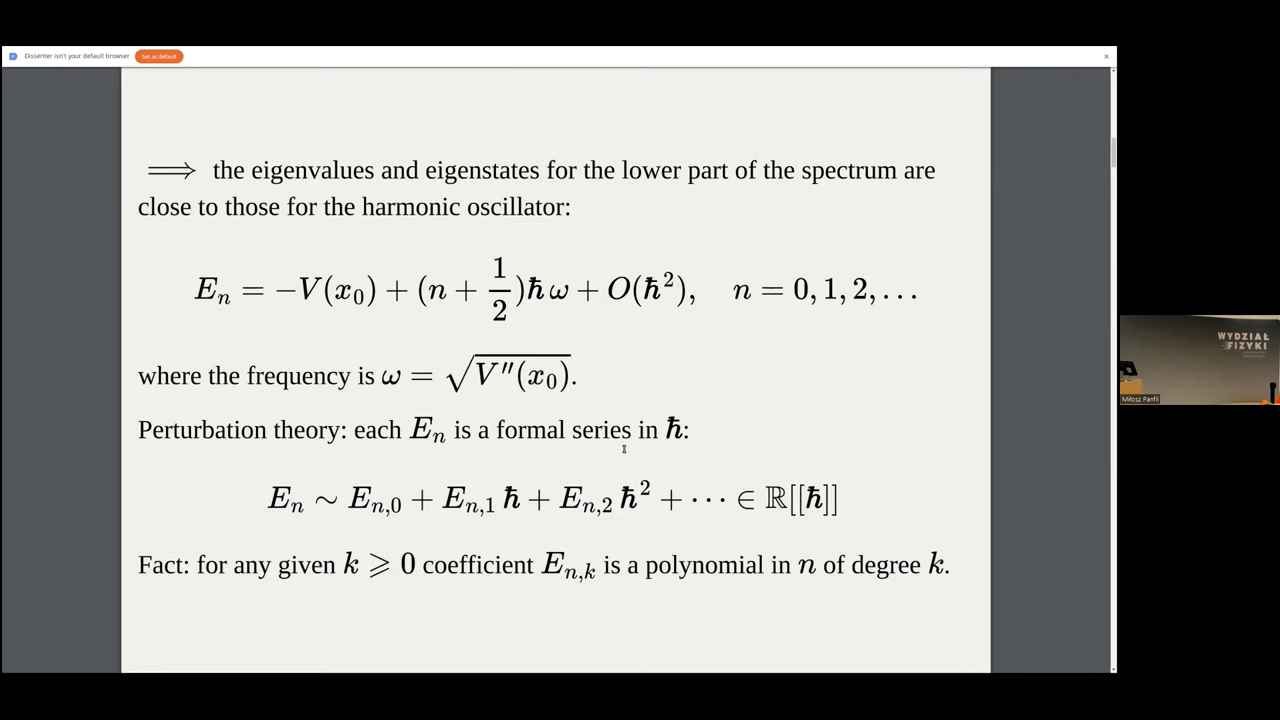 Dissenter isn't your default browser Set as default
⟹ the eigenvalues and eigenstates for the lower part of the spectrum are
close to those for the harmonic oscillator:
E_n = −V(x_0) + (n + 1/2)ħ ω + O(ħ^2), n = 0, 1, 2, …
where the frequency is ω = √(V″(x_0)).
Perturbation theory: each E_n is a formal series in ħ:
E_n ∼ E_{n,0} + E_{n,1} ħ + E_{n,2} ħ^2 + ⋯ ∈ ℝ[[ħ]]
Fact: for any given k ⩾ 0 coefficient E_{n,k} is a polynomial in n of degree k.
WYDZIAŁ
FIZYKI
Miłosz Panfil